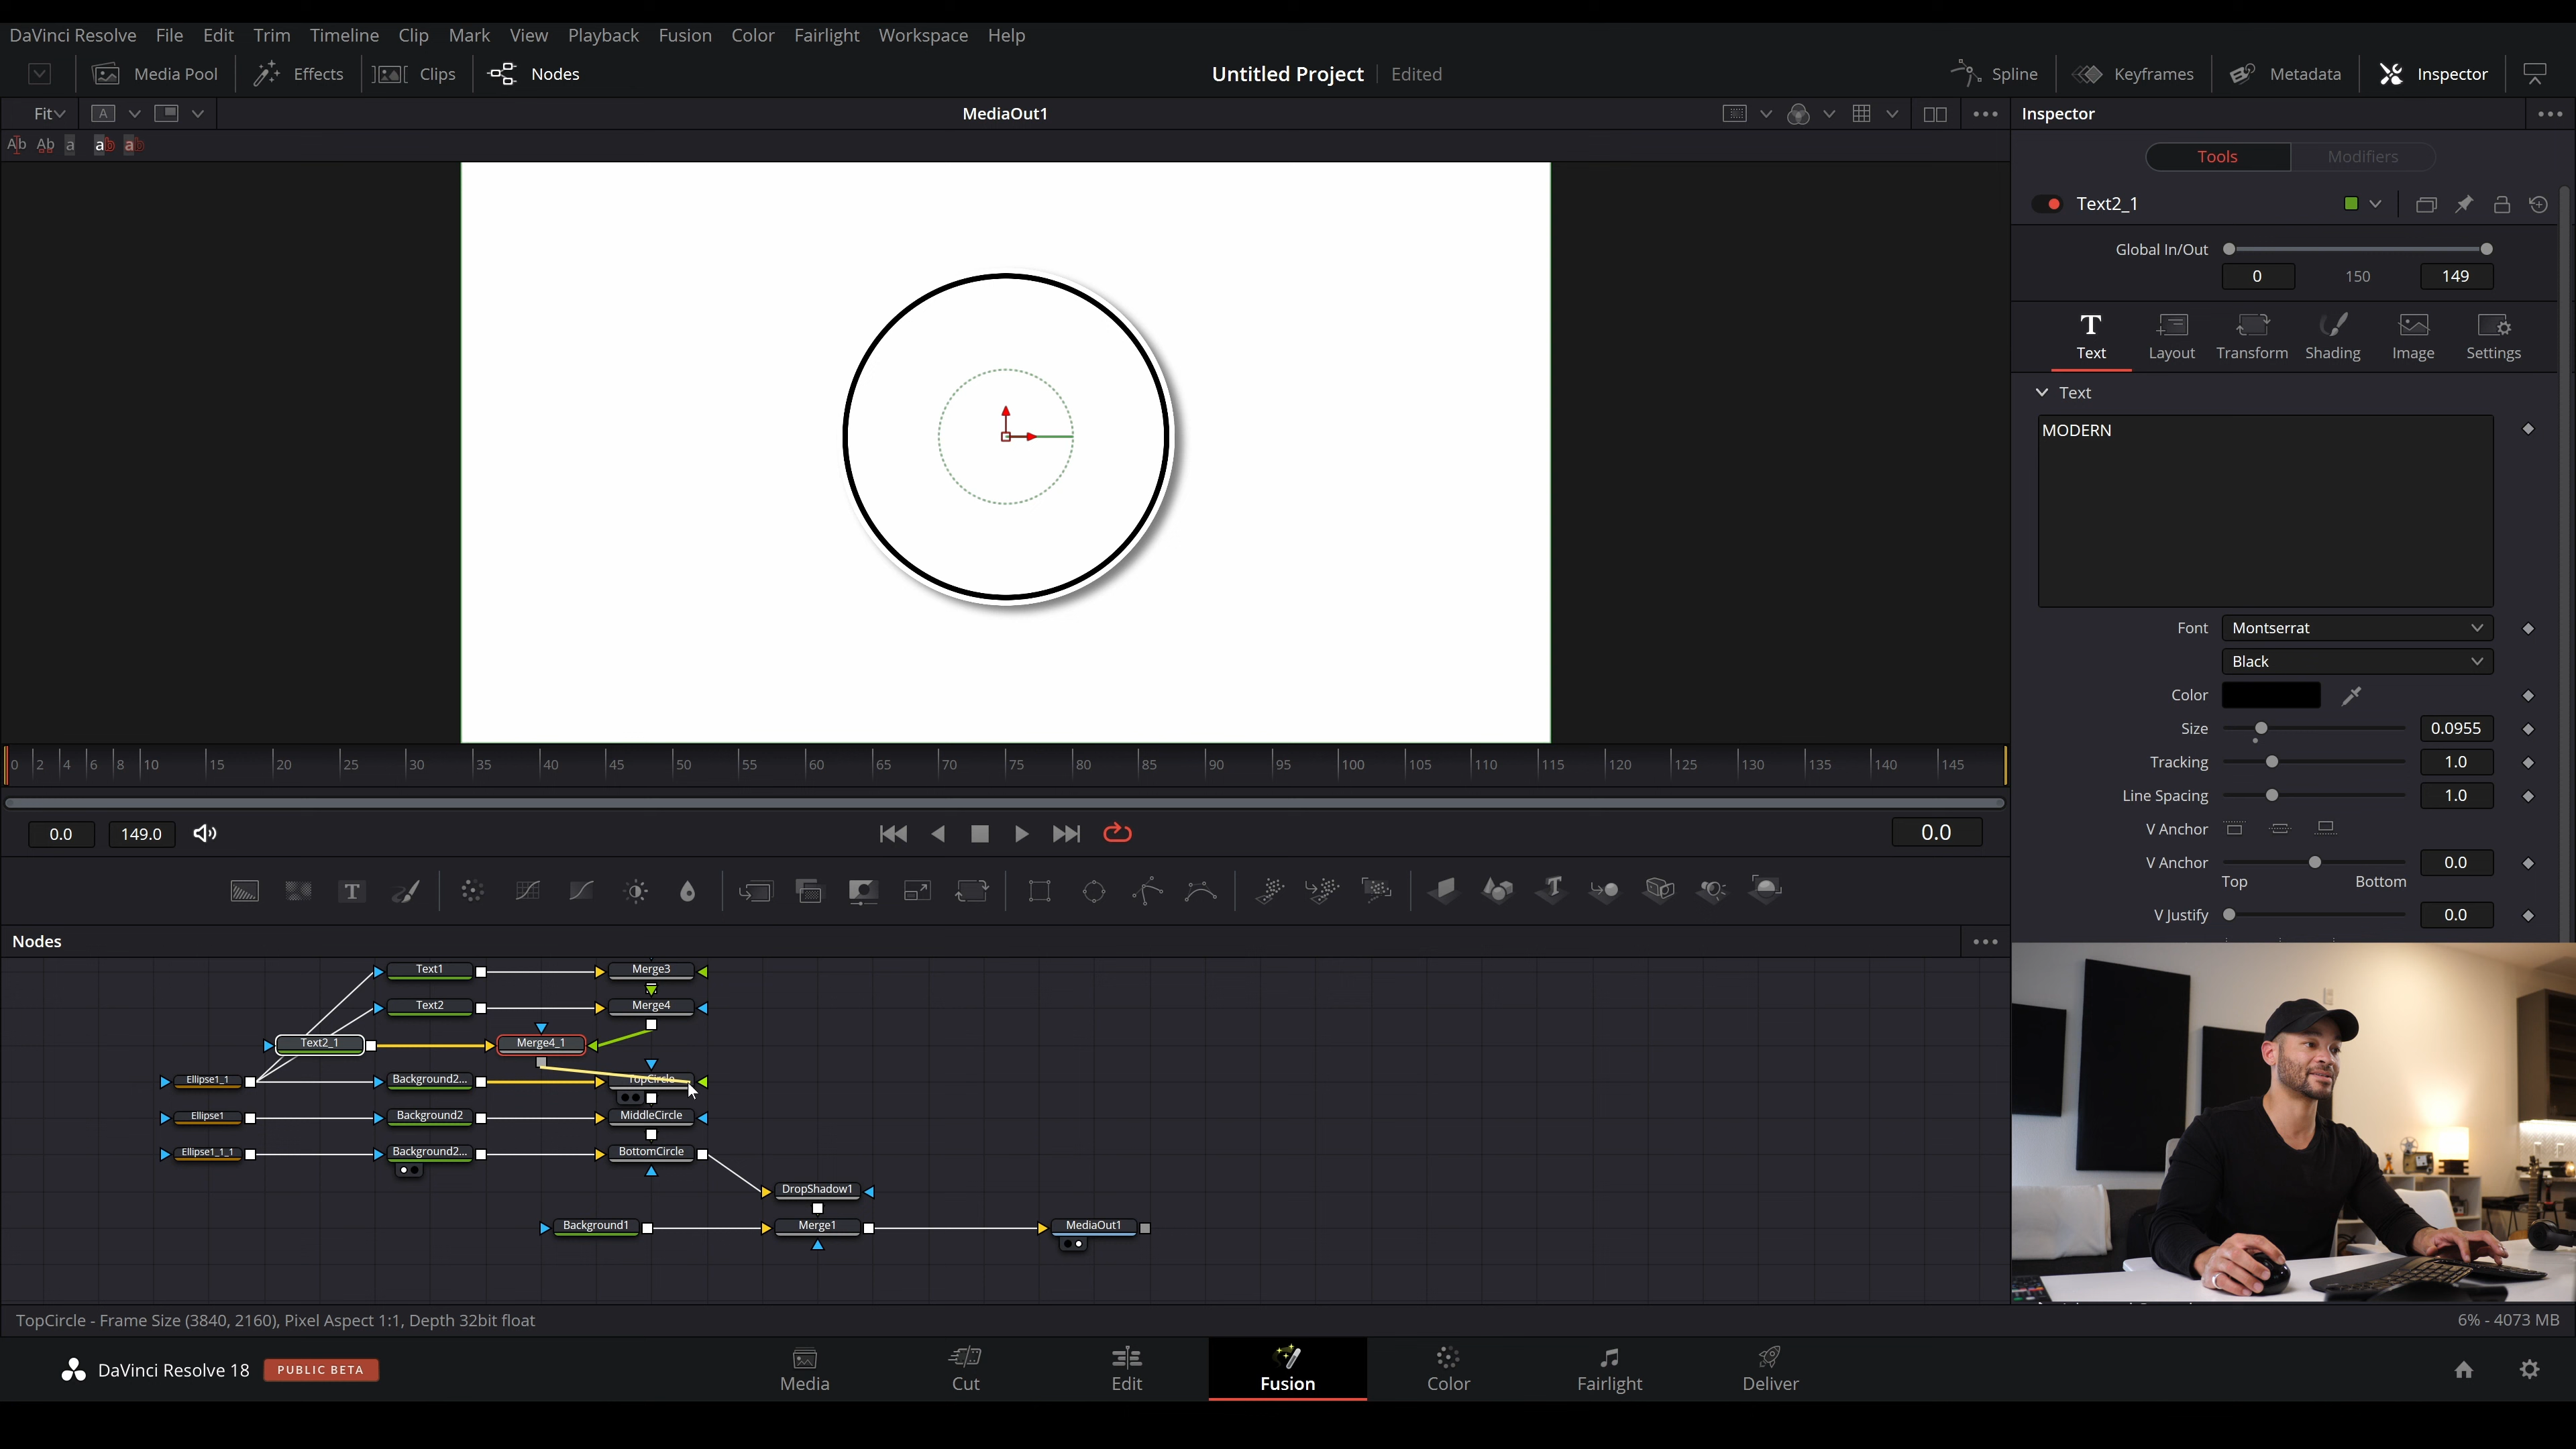 DaVinci Resolve File Edit Trim Timeline Clip Mark View Playback Fusion Color Fairlight Workspace Help
Media Pool Effects Clips Nodes Untitled Project Edited Spline Keyframes Metadata Inspector
Fit A MediaOut1 Inspector
Ab Ab a ab ab
Tools Modifiers
Text2_1
Global In/Out
0 150 149
Text Layout Transform Shading Image Settings
Text
MODERN
Font Montserrat
Black
Color
Size 0.0955
Tracking 1.0
Line Spacing 1.0
V Anchor
V Anchor 0.0
Top Bottom
V Justify 0.0
0 2 4 6 8 10 15 20 25 30 35 40 45 50 55 60 65 70 75 80 85 90 95 100 105 110 115 120 125 130 135 140 145
0.0 149.0 0.0
T
Nodes
Text1 Merge3
Text2 Merge4
Text2_1 Merge4_1
Ellipse1_1 Background2... TopCircle
Ellipse1 Background2 MiddleCircle
Ellipse1_1_1 Background2... BottomCircle
DropShadow1
Background1 Merge1 MediaOut1
TopCircle - Frame Size (3840, 2160), Pixel Aspect 1:1, Depth 32bit float 6% - 4073 MB
DaVinci Resolve 18 PUBLIC BETA Media Cut Edit Fusion Color Fairlight Deliver